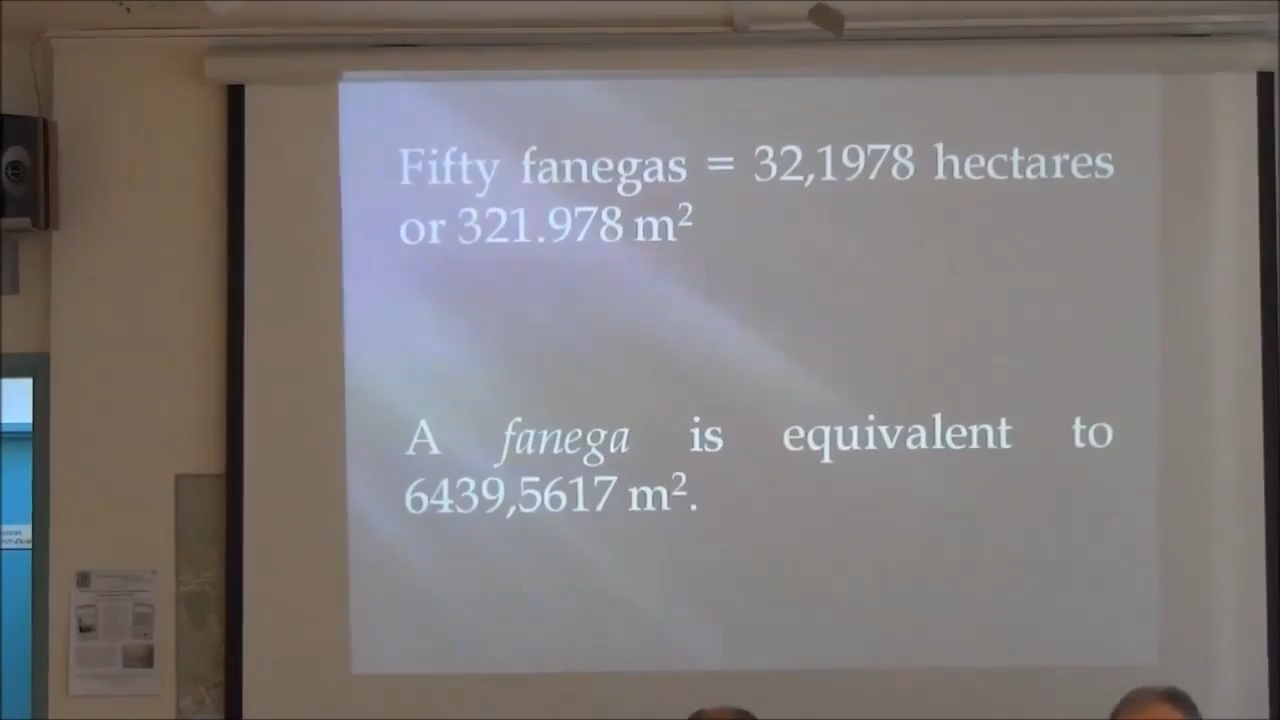 Fifty fanegas = 32,1978 hectares
or 321.978 m²
A fanega is equivalent to
6439,5617 m².